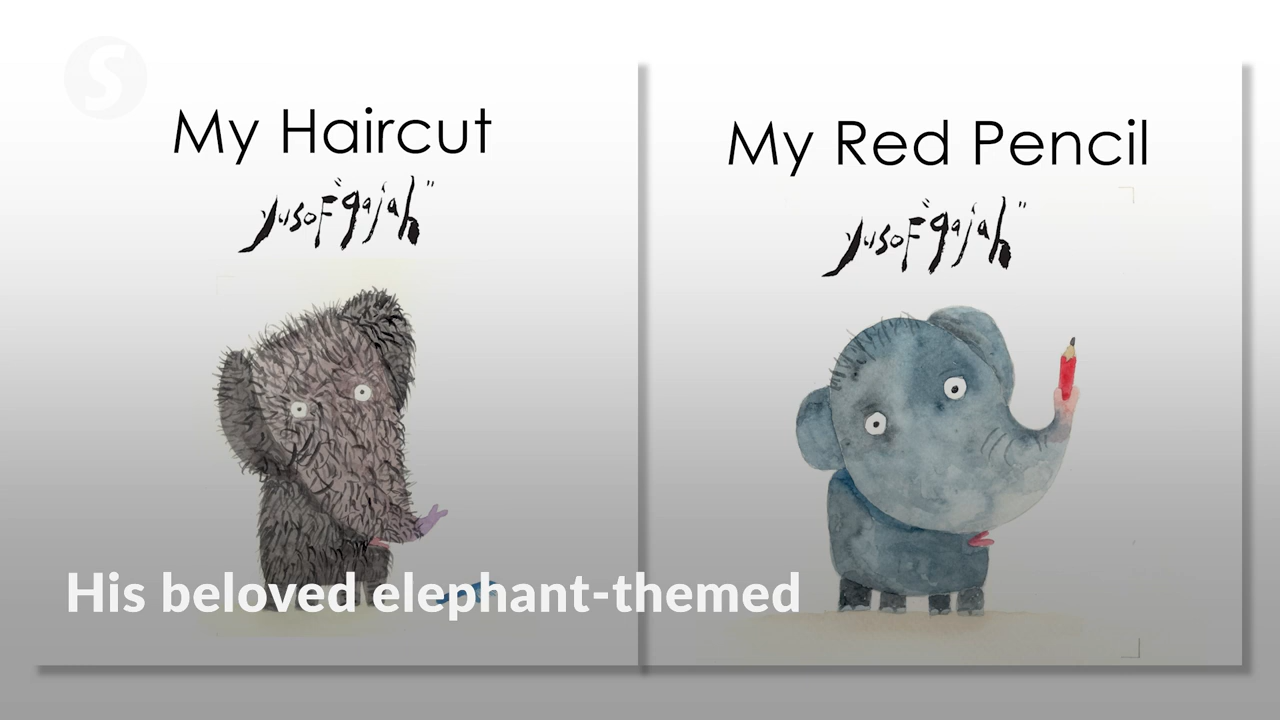 S
My Haircut
yusof "gajah"
My Red Pencil
yusof "gajah"
His beloved elephant-themed